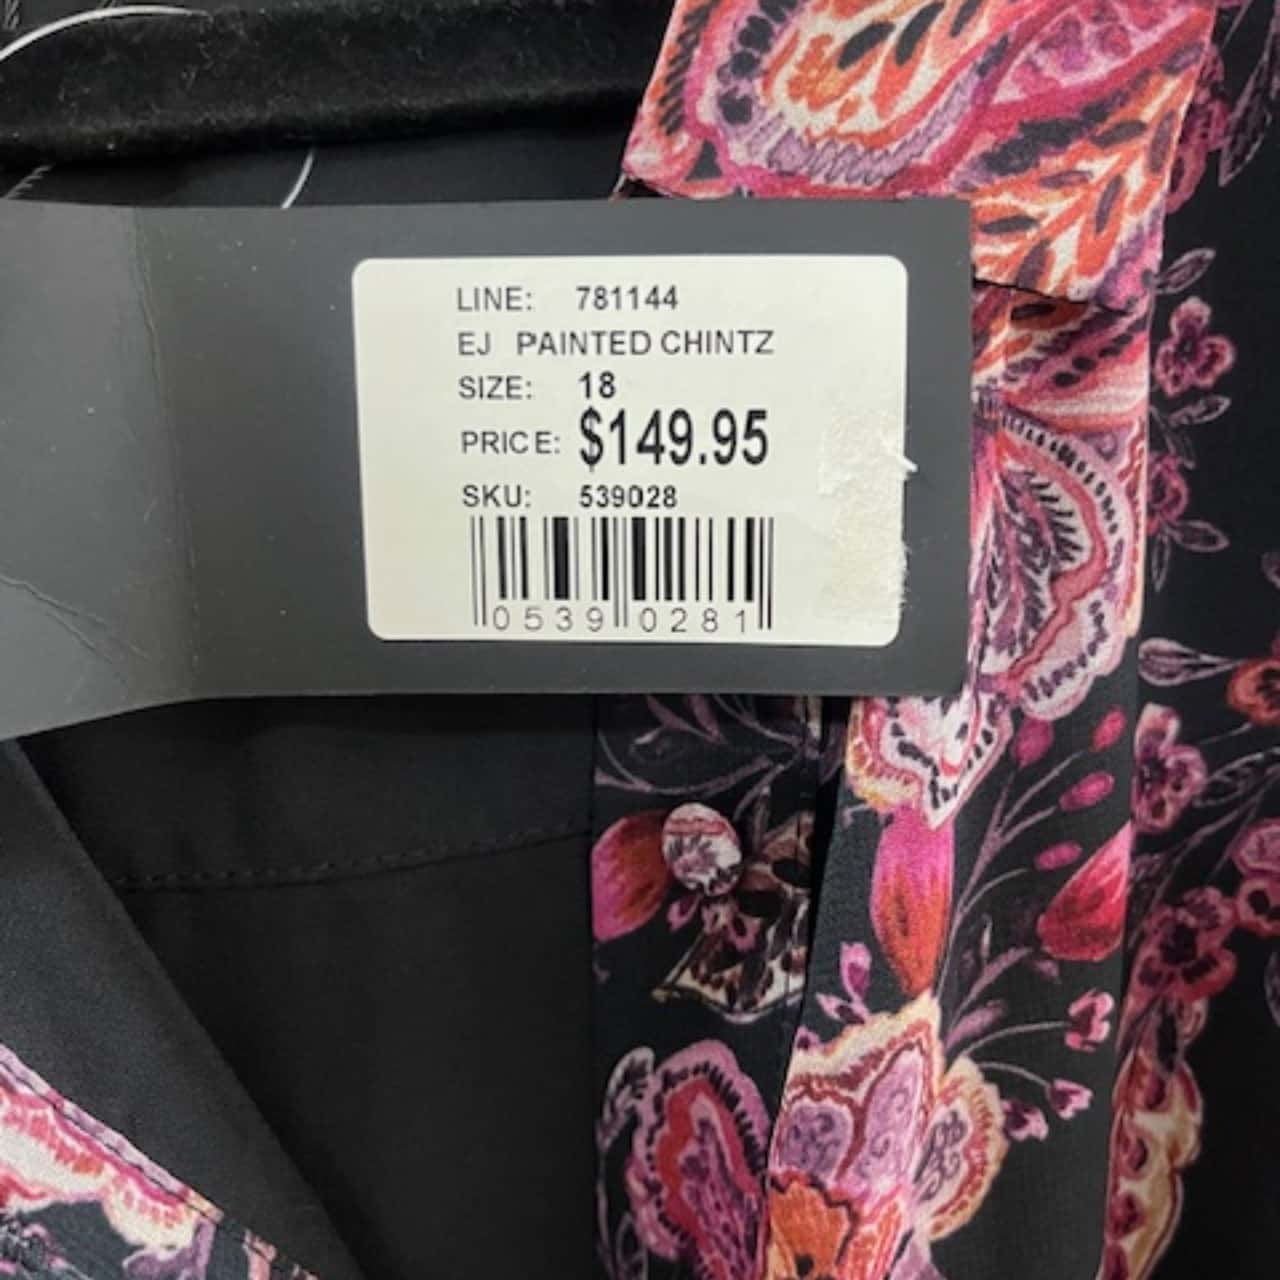 LINE: 781144
EJ PAINTED CHINTZ
SIZE: 18
PRICE: $149.95
SKU: 539028
0539 0281